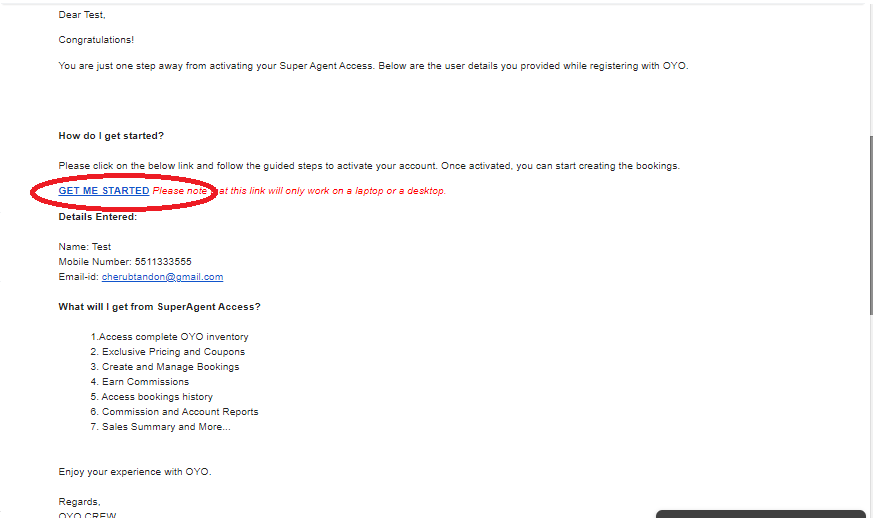 Dear Test,
Congratulations!
You are just one step away from activating your Super Agent Access. Below are the user details you provided while registering with OYO.
How do I get started?
Please click on the below link and follow the guided steps to activate your account. Once activated, you can start creating the bookings.
GET ME STARTED Please note that this link will only work on a laptop or a desktop.
Details Entered:
Name: Test
Mobile Number: 5511333555
Email-id: cherubtandon@gmail.com
What will I get from SuperAgent Access?
1.Access complete OYO inventory
2. Exclusive Pricing and Coupons
3. Create and Manage Bookings
4. Earn Commissions
5. Access bookings history
6. Commission and Account Reports
7. Sales Summary and More...
Enjoy your experience with OYO.
Regards,
OYO CREW